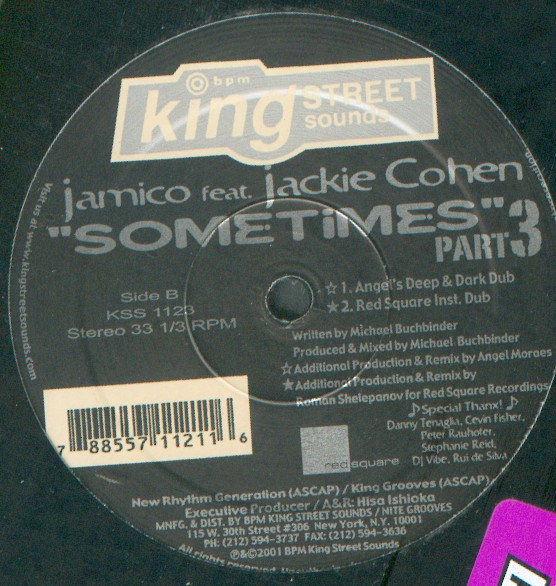 bpm
king STREET
sounds
jamico feat. Jackie Cohen
"SOMETiMES"
PART 3
Visit us at www.kingstreetsounds.com
Side B
KSS 1123
Stereo 33 1/3 RPM
☆ 1. Angel's Deep & Dark Dub
★ 2. Red Square Inst. Dub
Written by Michael Buchbinder
Produced & Mixed by Michael Buchbinder
☆ Additional Production & Remix by Angel Moraes
★ Additional Production & Remix by
Roman Shelepanov for Red Square Recordings
♪ Special Thanx! ♪
Danny Tenaglia, Cevin Fisher,
Peter Rauhofer,
Stephanie Reid,
DJ Vibe, Rui de Silva
7 88557 11211 6
redsquare
New Rhythm Generation (ASCAP) / King Grooves (ASCAP)
Executive Producer / A&R: Hisa Ishioka
MNFG. & DIST. BY BPM KING STREET SOUNDS / NITE GROOVES
115 W. 30th Street #306 New York, N.Y. 10001
PH: (212) 594-3737 FAX: (212) 594-3636
℗&©2001 BPM King Street Sounds
All rights reserved.